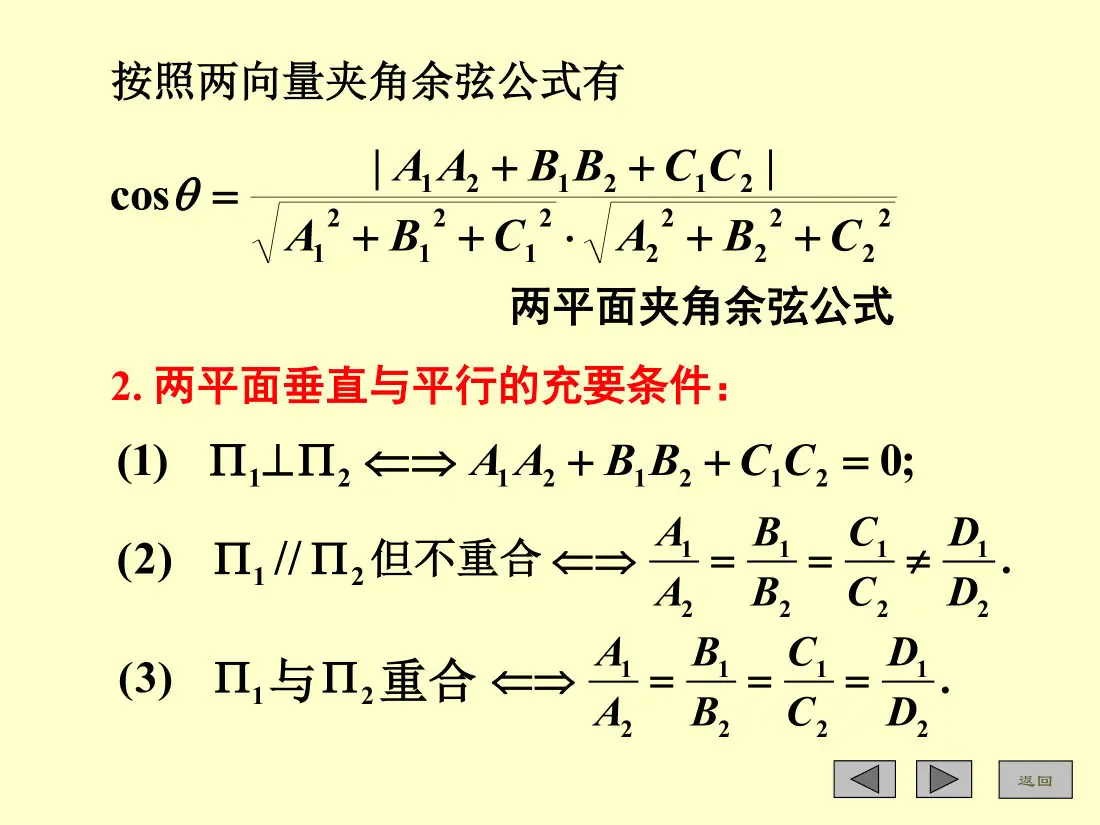 按照两向量夹角余弦公式有
cosθ = | A₁A₂ + B₁B₂ + C₁C₂ | / √(A₁² + B₁² + C₁²) · √(A₂² + B₂² + C₂²)
两平面夹角余弦公式
2. 两平面垂直与平行的充要条件：
(1) Π₁⊥Π₂ ⇐⇒ A₁A₂ + B₁B₂ + C₁C₂ = 0;
(2) Π₁ // Π₂ 但不重合 ⇐⇒ A₁/A₂ = B₁/B₂ = C₁/C₂ ≠ D₁/D₂ .
(3) Π₁ 与 Π₂ 重合 ⇐⇒ A₁/A₂ = B₁/B₂ = C₁/C₂ = D₁/D₂ .
返回